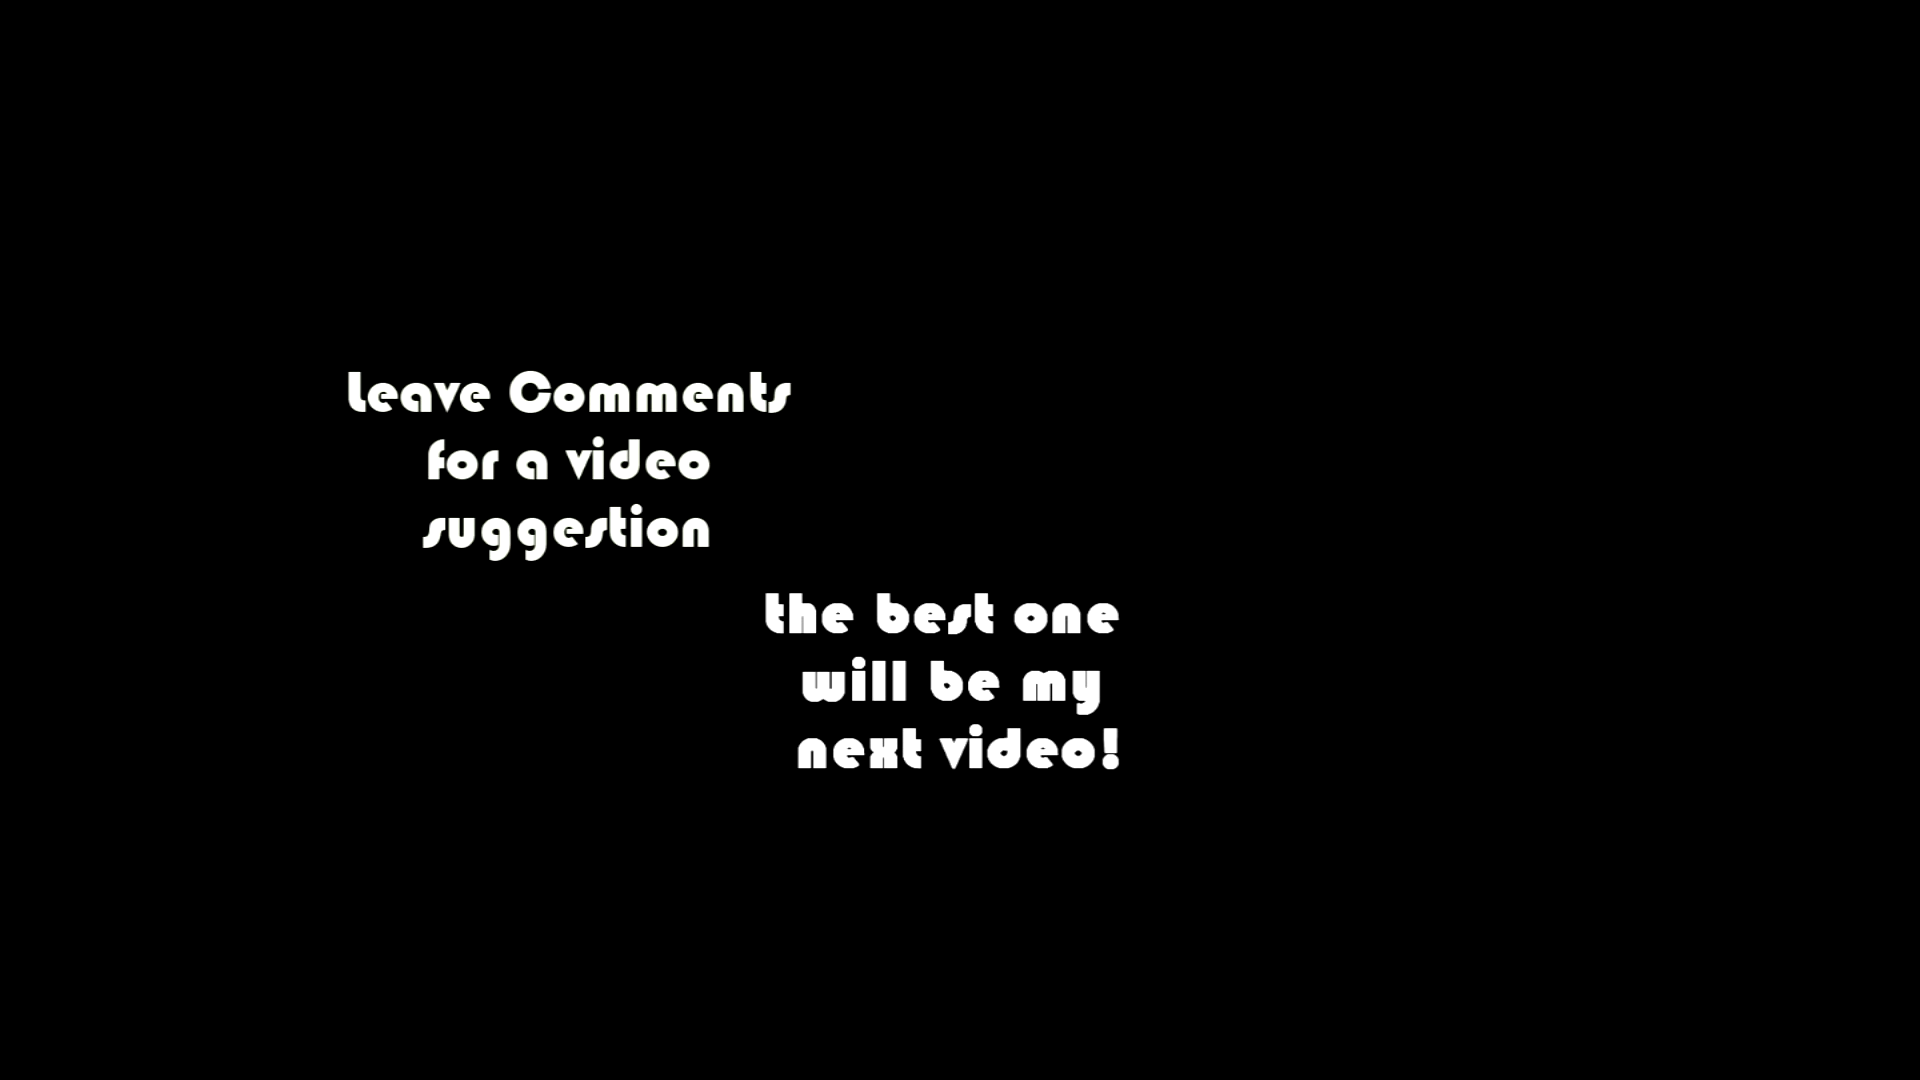 Leave Comments
for a video
suggestion
the best one
will be my
next video!